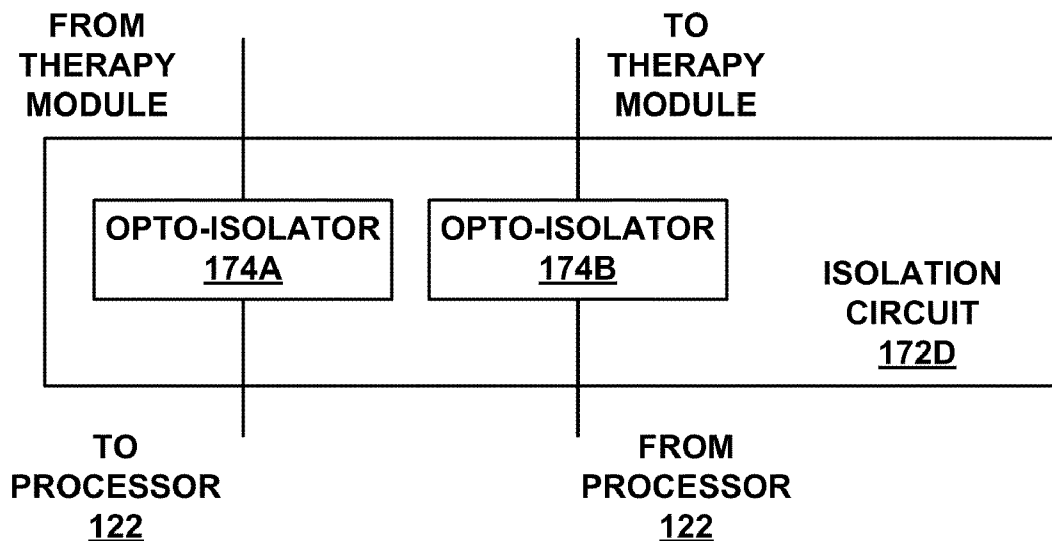 FROM
THERAPY
MODULE
TO
THERAPY
MODULE
OPTO-ISOLATOR
174A
OPTO-ISOLATOR
174B
ISOLATION
CIRCUIT
172D
TO
PROCESSOR
122
FROM
PROCESSOR
122